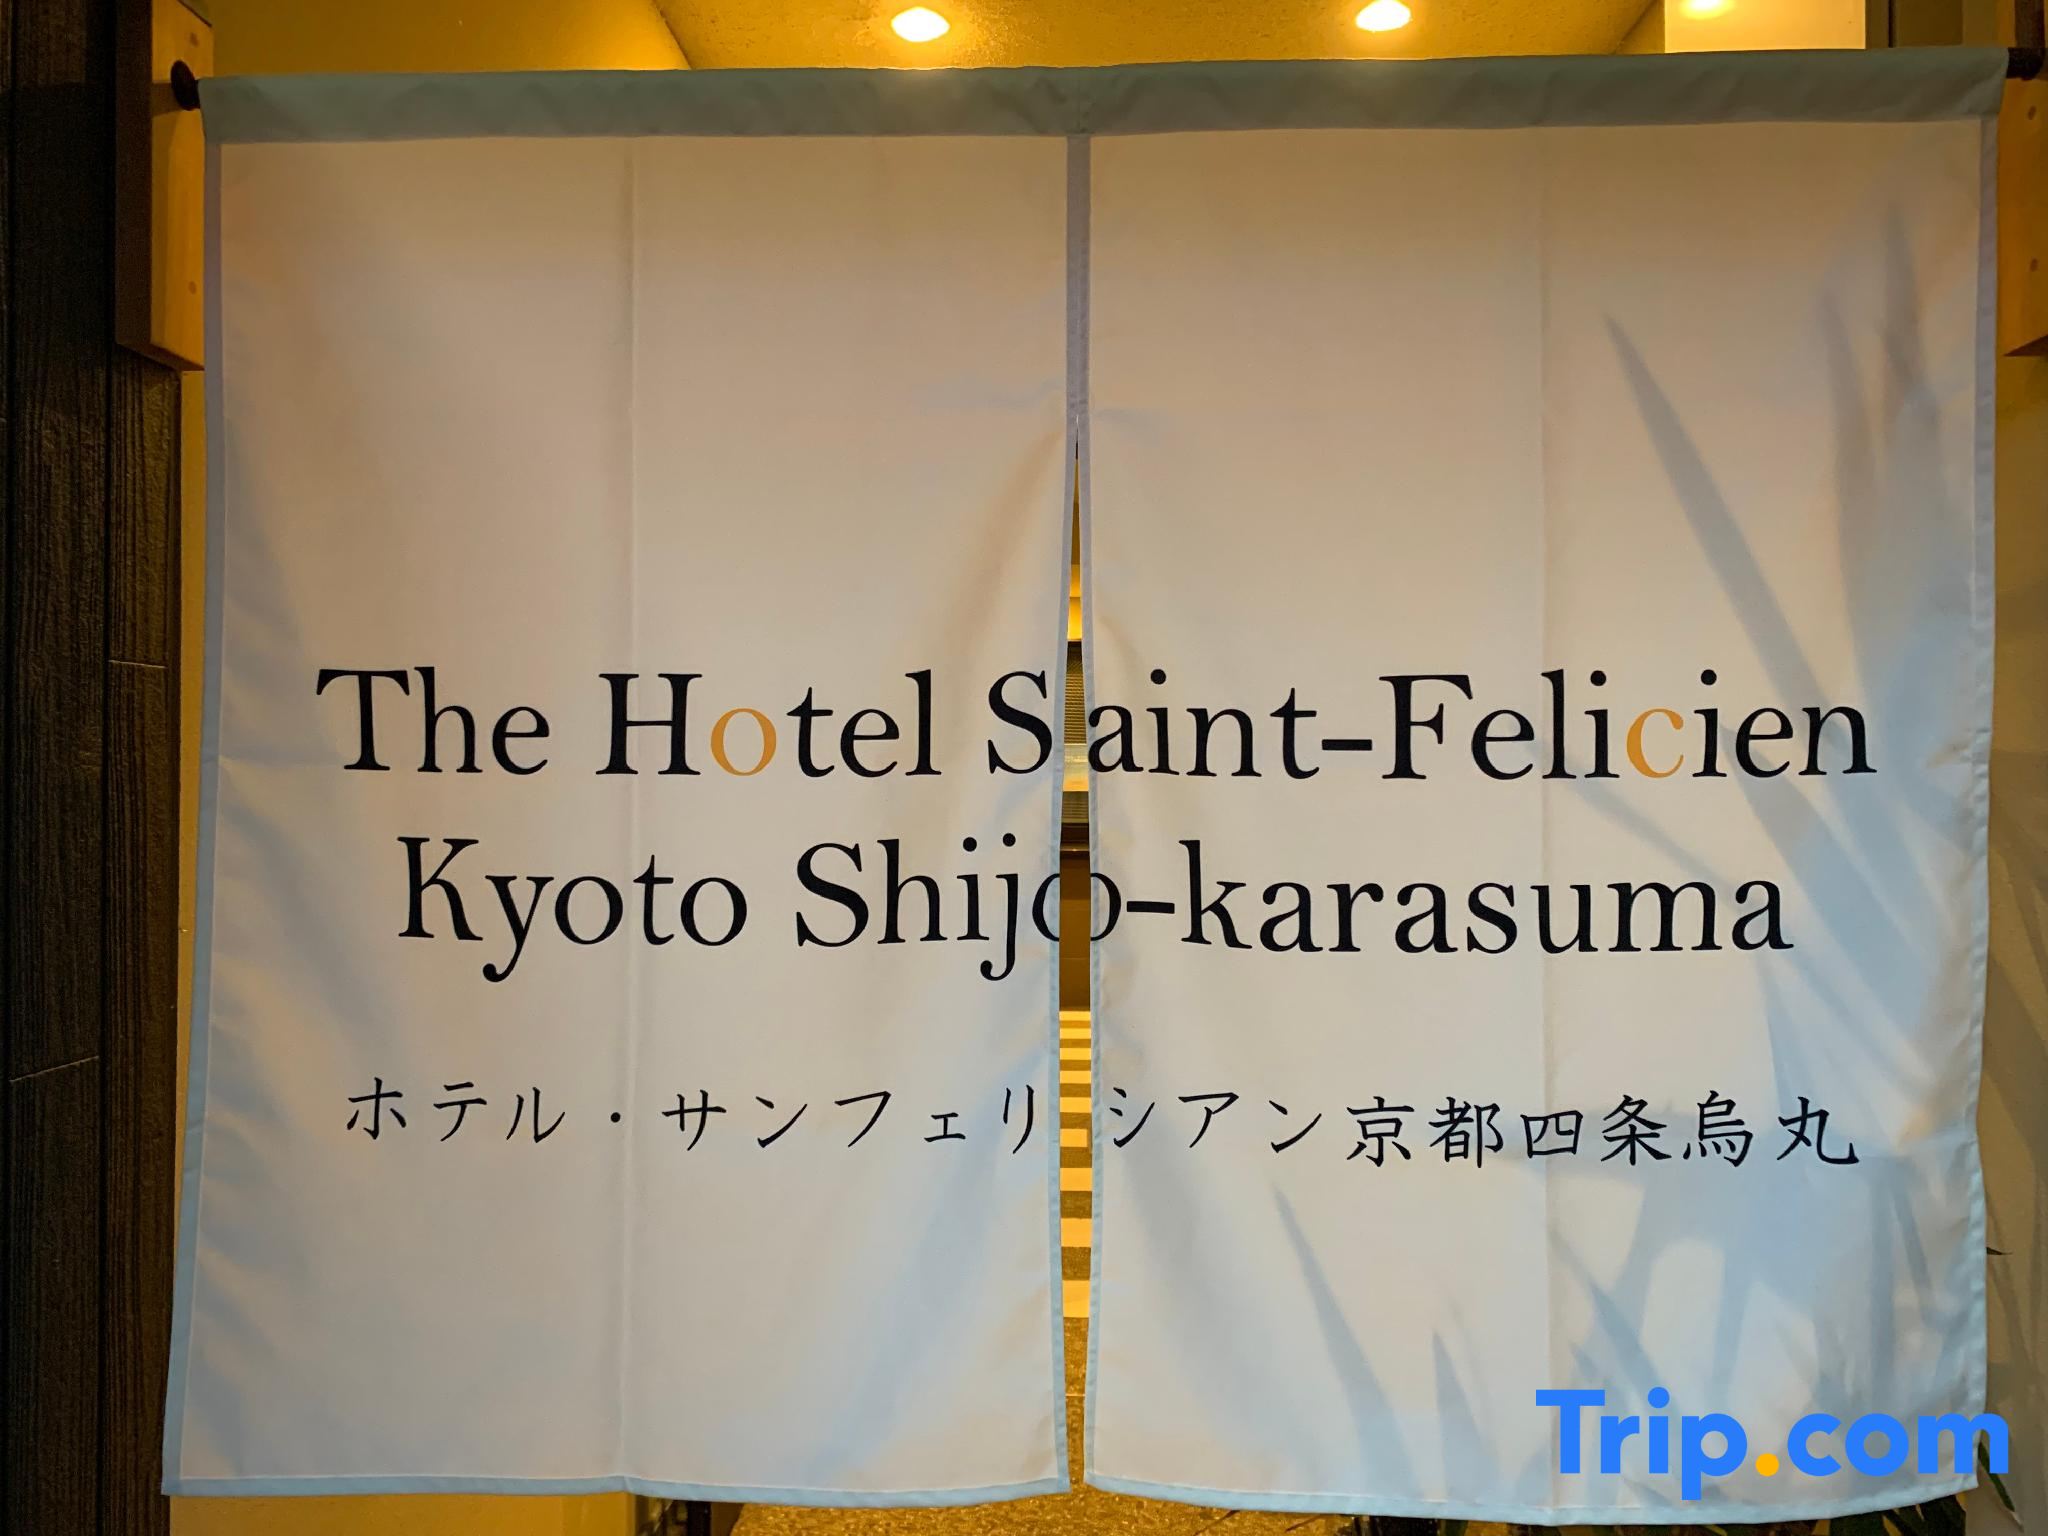 The Hotel Saint-Felicien
Kyoto Shijo-karasuma
ホテル・サンフェリシアン京都四条烏丸
Trip.com